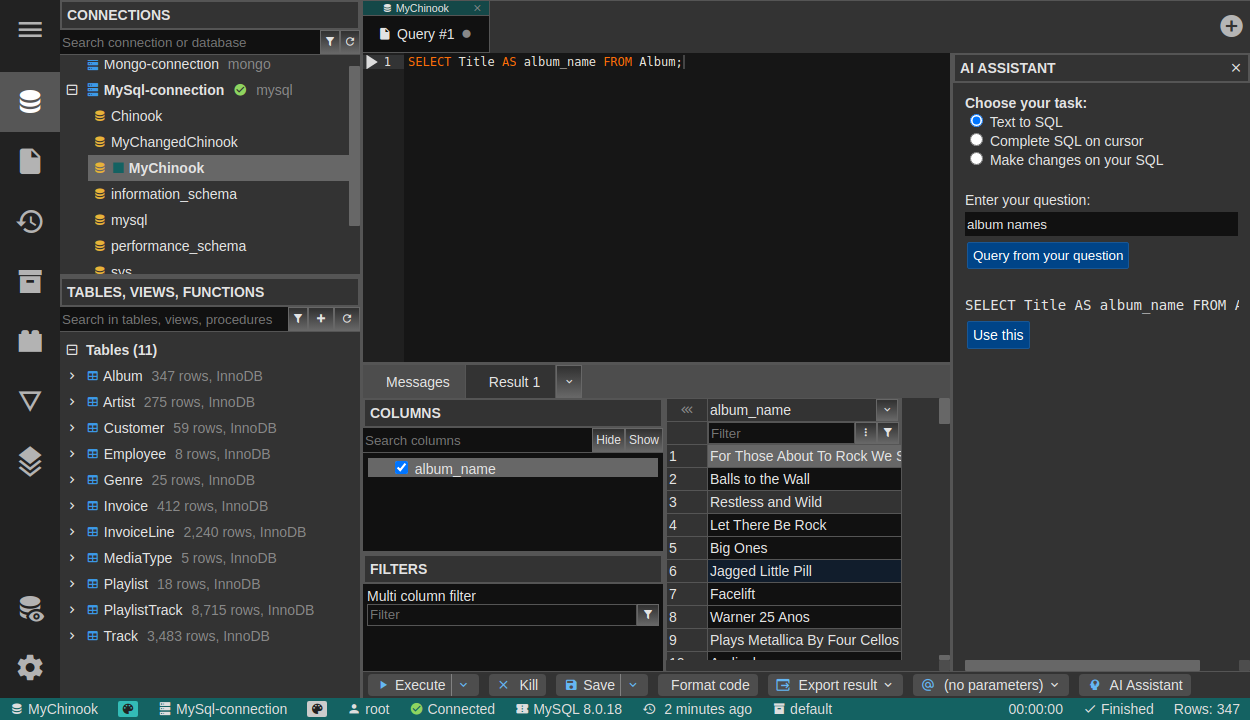 CONNECTIONS
Search connection or database
Mongo-connection mongo
MySql-connection mysql
Chinook
MyChangedChinook
MyChinook
information_schema
mysql
performance_schema
sys
TABLES, VIEWS, FUNCTIONS
Search in tables, views, procedures
Tables (11)
Album 347 rows, InnoDB
Artist 275 rows, InnoDB
Customer 59 rows, InnoDB
Employee 8 rows, InnoDB
Genre 25 rows, InnoDB
Invoice 412 rows, InnoDB
InvoiceLine 2,240 rows, InnoDB
MediaType 5 rows, InnoDB
Playlist 18 rows, InnoDB
PlaylistTrack 8,715 rows, InnoDB
Track 3,483 rows, InnoDB
MyChinook
Query #1
1 SELECT Title AS album_name FROM Album;
Messages Result 1
COLUMNS
Search columns Hide Show
album_name
FILTERS
Multi column filter
Filter
album_name
Filter
1 For Those About To Rock We S
2 Balls to the Wall
3 Restless and Wild
4 Let There Be Rock
5 Big Ones
6 Jagged Little Pill
7 Facelift
8 Warner 25 Anos
9 Plays Metallica By Four Cellos
AI ASSISTANT
Choose your task:
Text to SQL
Complete SQL on cursor
Make changes on your SQL
Enter your question:
album names
Query from your question
SELECT Title AS album_name FROM A
Use this
Execute Kill Save Format code Export result (no parameters) AI Assistant
MyChinook MySql-connection root Connected MySQL 8.0.18 2 minutes ago default 00:00:00 Finished Rows: 347